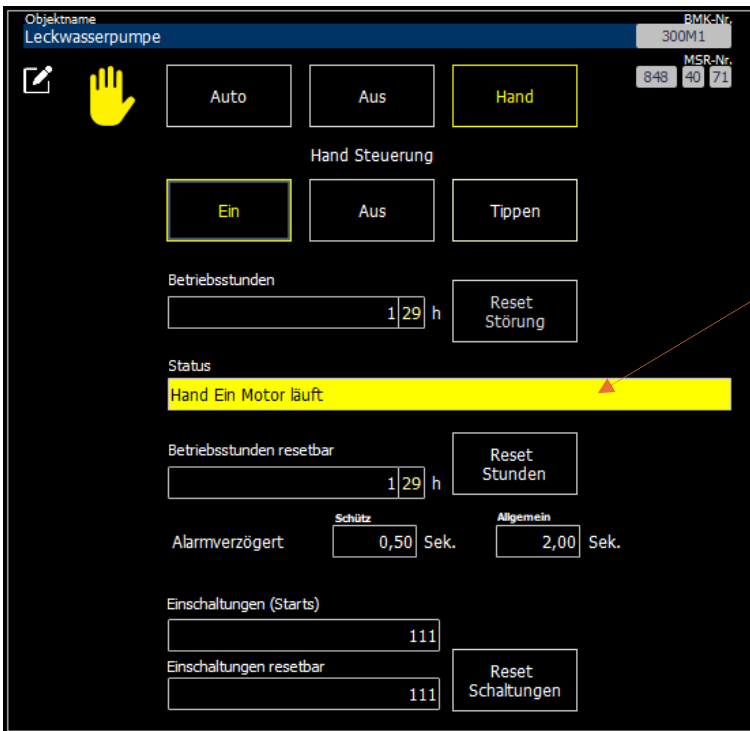 Objektname BMK-Nr.
Leckwasserpumpe 300M1
MSR-Nr.
848 40 71
Auto Aus Hand
Hand Steuerung
Ein Aus Tippen
Betriebsstunden
1 29 h
Reset
Störung
Status
Hand Ein Motor läuft
Betriebsstunden resetbar
1 29 h
Reset
Stunden
Schütz Allgemein
Alarmverzögert 0,50 Sek. 2,00 Sek.
Einschaltungen (Starts)
111
Einschaltungen resetbar
111
Reset
Schaltungen